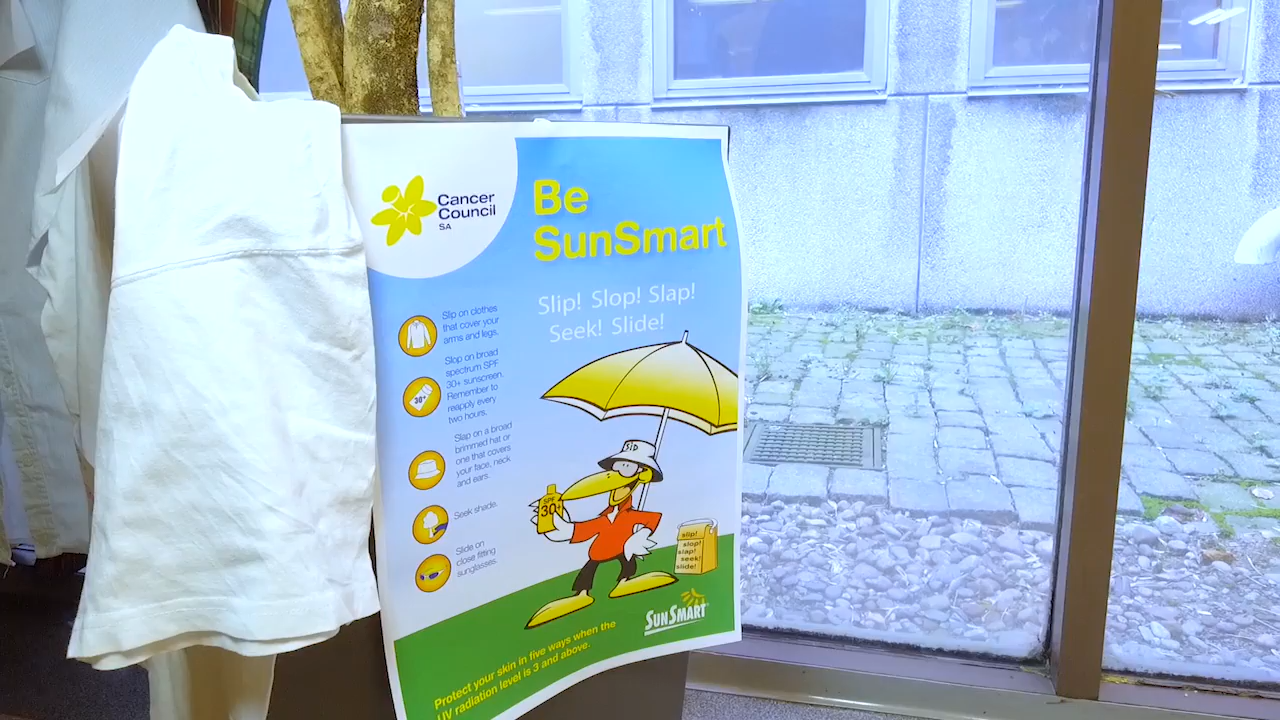 Cancer
Council
SA
Be
SunSmart
Slip! Slop! Slap!
Seek! Slide!
Slip on clothes
that cover your
arms and legs.
Slop on broad
spectrum SPF
30+ sunscreen.
Remember to
reapply every
two hours.
30+
Slap on a broad
brimmed hat or
one that covers
your face, neck
and ears.
Seek shade.
Slide on
close fitting
sunglasses.
SID
SPF
30+
slip!
slop!
slap!
seek!
slide!
SUNSMART
Protect your skin in five ways when the
UV radiation level is 3 and above.